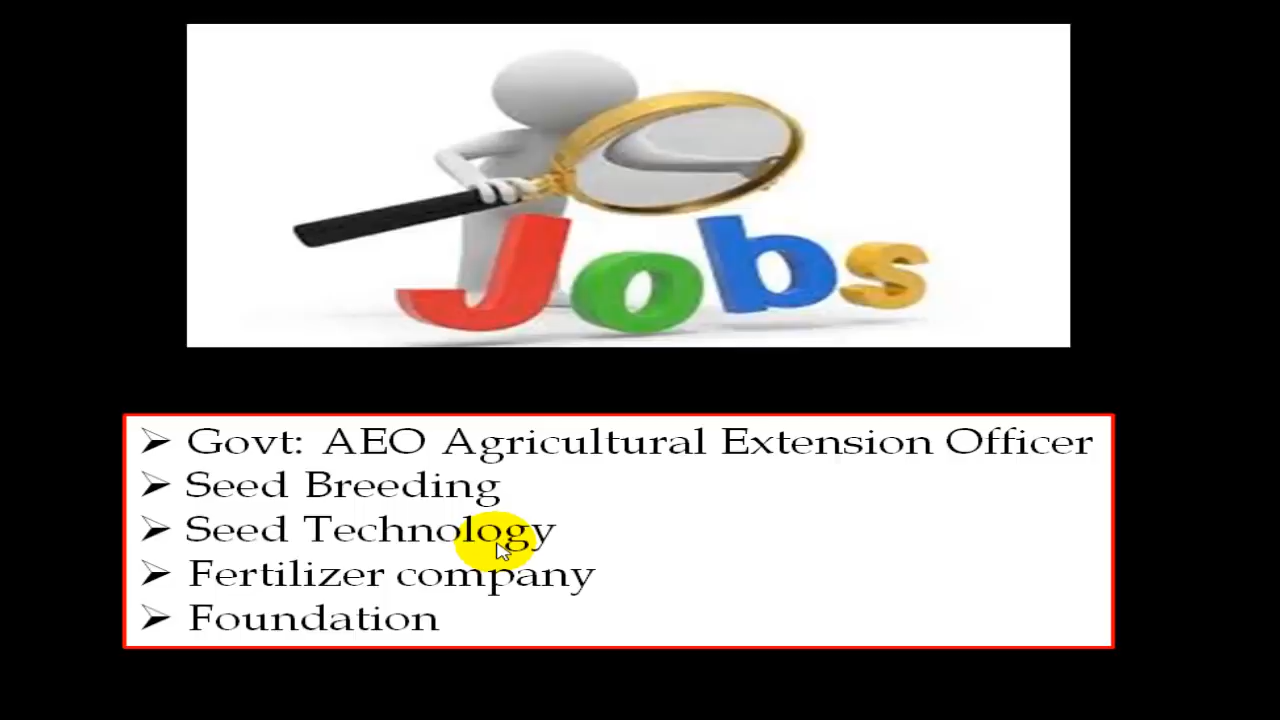 Jobs
Govt: AEO Agricultural Extension Officer
Seed Breeding
Seed Technology
Fertilizer company
Foundation